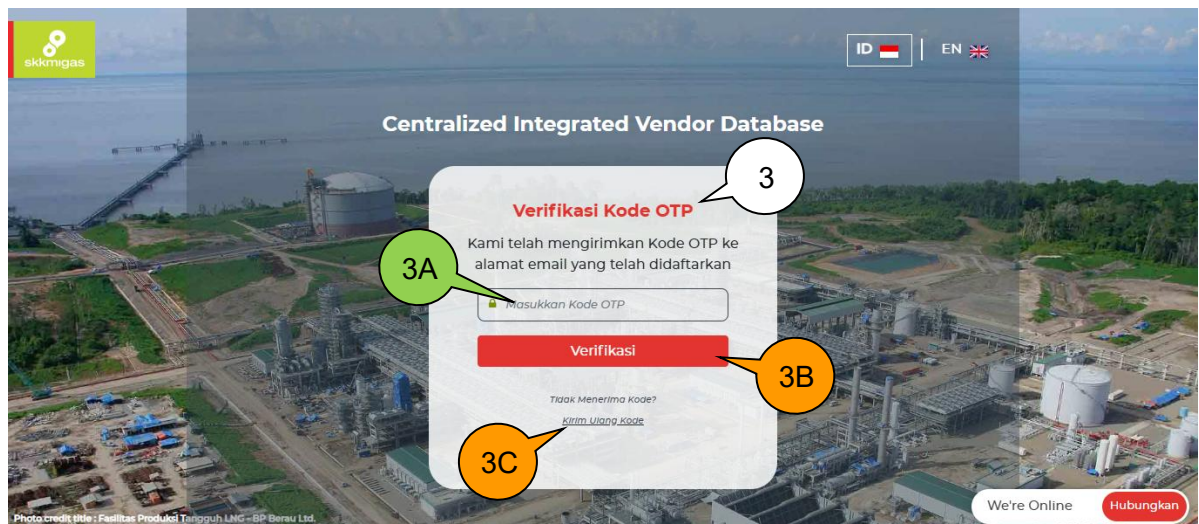 skkmigas
ID
EN
Centralized Integrated Vendor Database
3
Verifikasi Kode OTP
Kami telah mengirimkan Kode OTP ke
alamat email yang telah didaftarkan
3A
Masukkan Kode OTP
Verifikasi
3B
Tidak Menerima Kode?
Kirim Ulang Kode
3C
We're Online
Hubungkan
Photo credit title : Fasilitas Produksi Tangguh LNG - BP Berau Ltd.